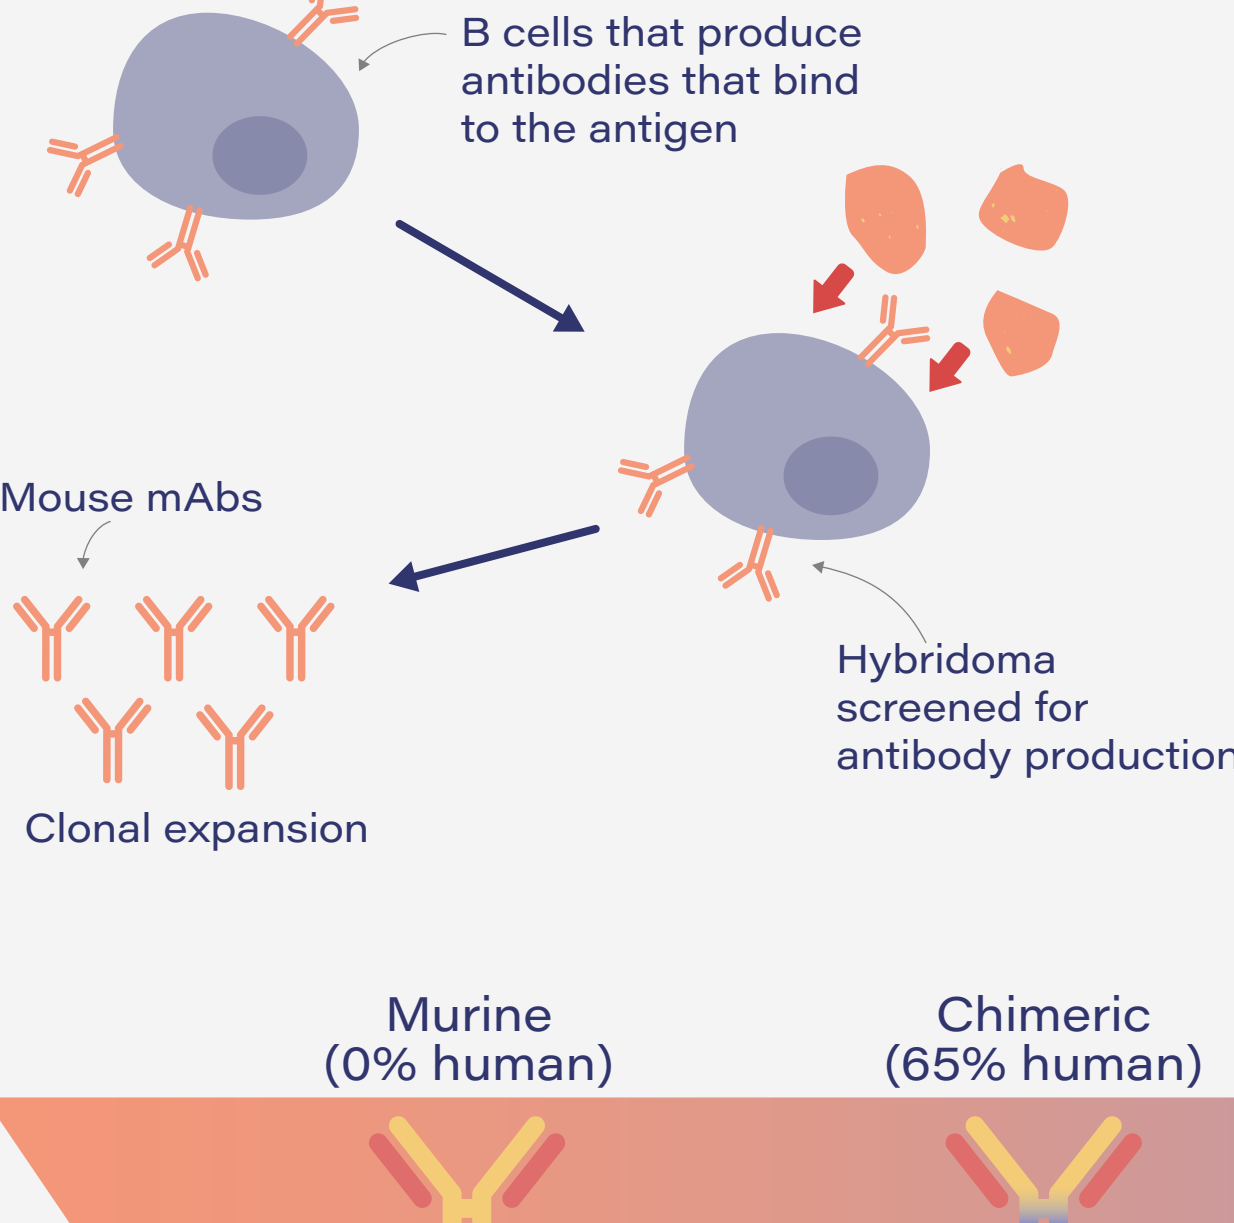 B cells that produce
antibodies that bind
to the antigen
Mouse mAbs
Hybridoma
screened for
antibody production
Clonal expansion
Murine
(0% human)
Chimeric
(65% human)